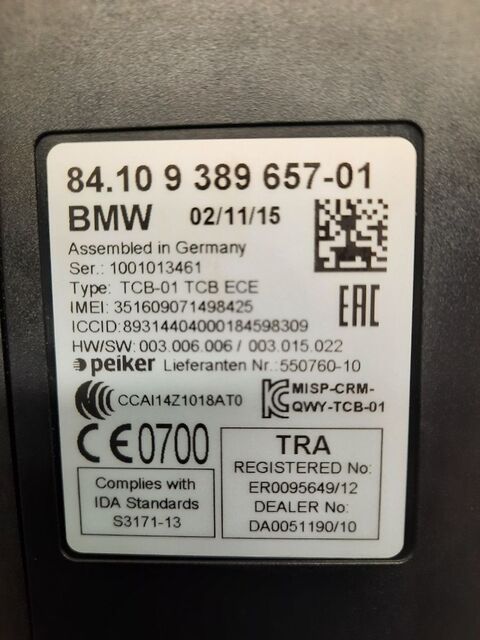 84.10 9 389 657-01
BMW 02/11/15
Assembled in Germany
Ser.: 1001013461
Type: TCB-01 TCB ECE
IMEI: 351609071498425
ICCID:89314404000184598309
HW/SW: 003.006.006 / 003.015.022
peiker Lieferanten Nr.:550760-10
CCAI14Z1018AT0
MISP-CRM-
QWY-TCB-01
EAC
CE0700
Complies with
IDA Standards
S3171-13
TRA
REGISTERED No:
ER0095649/12
DEALER No:
DA0051190/10